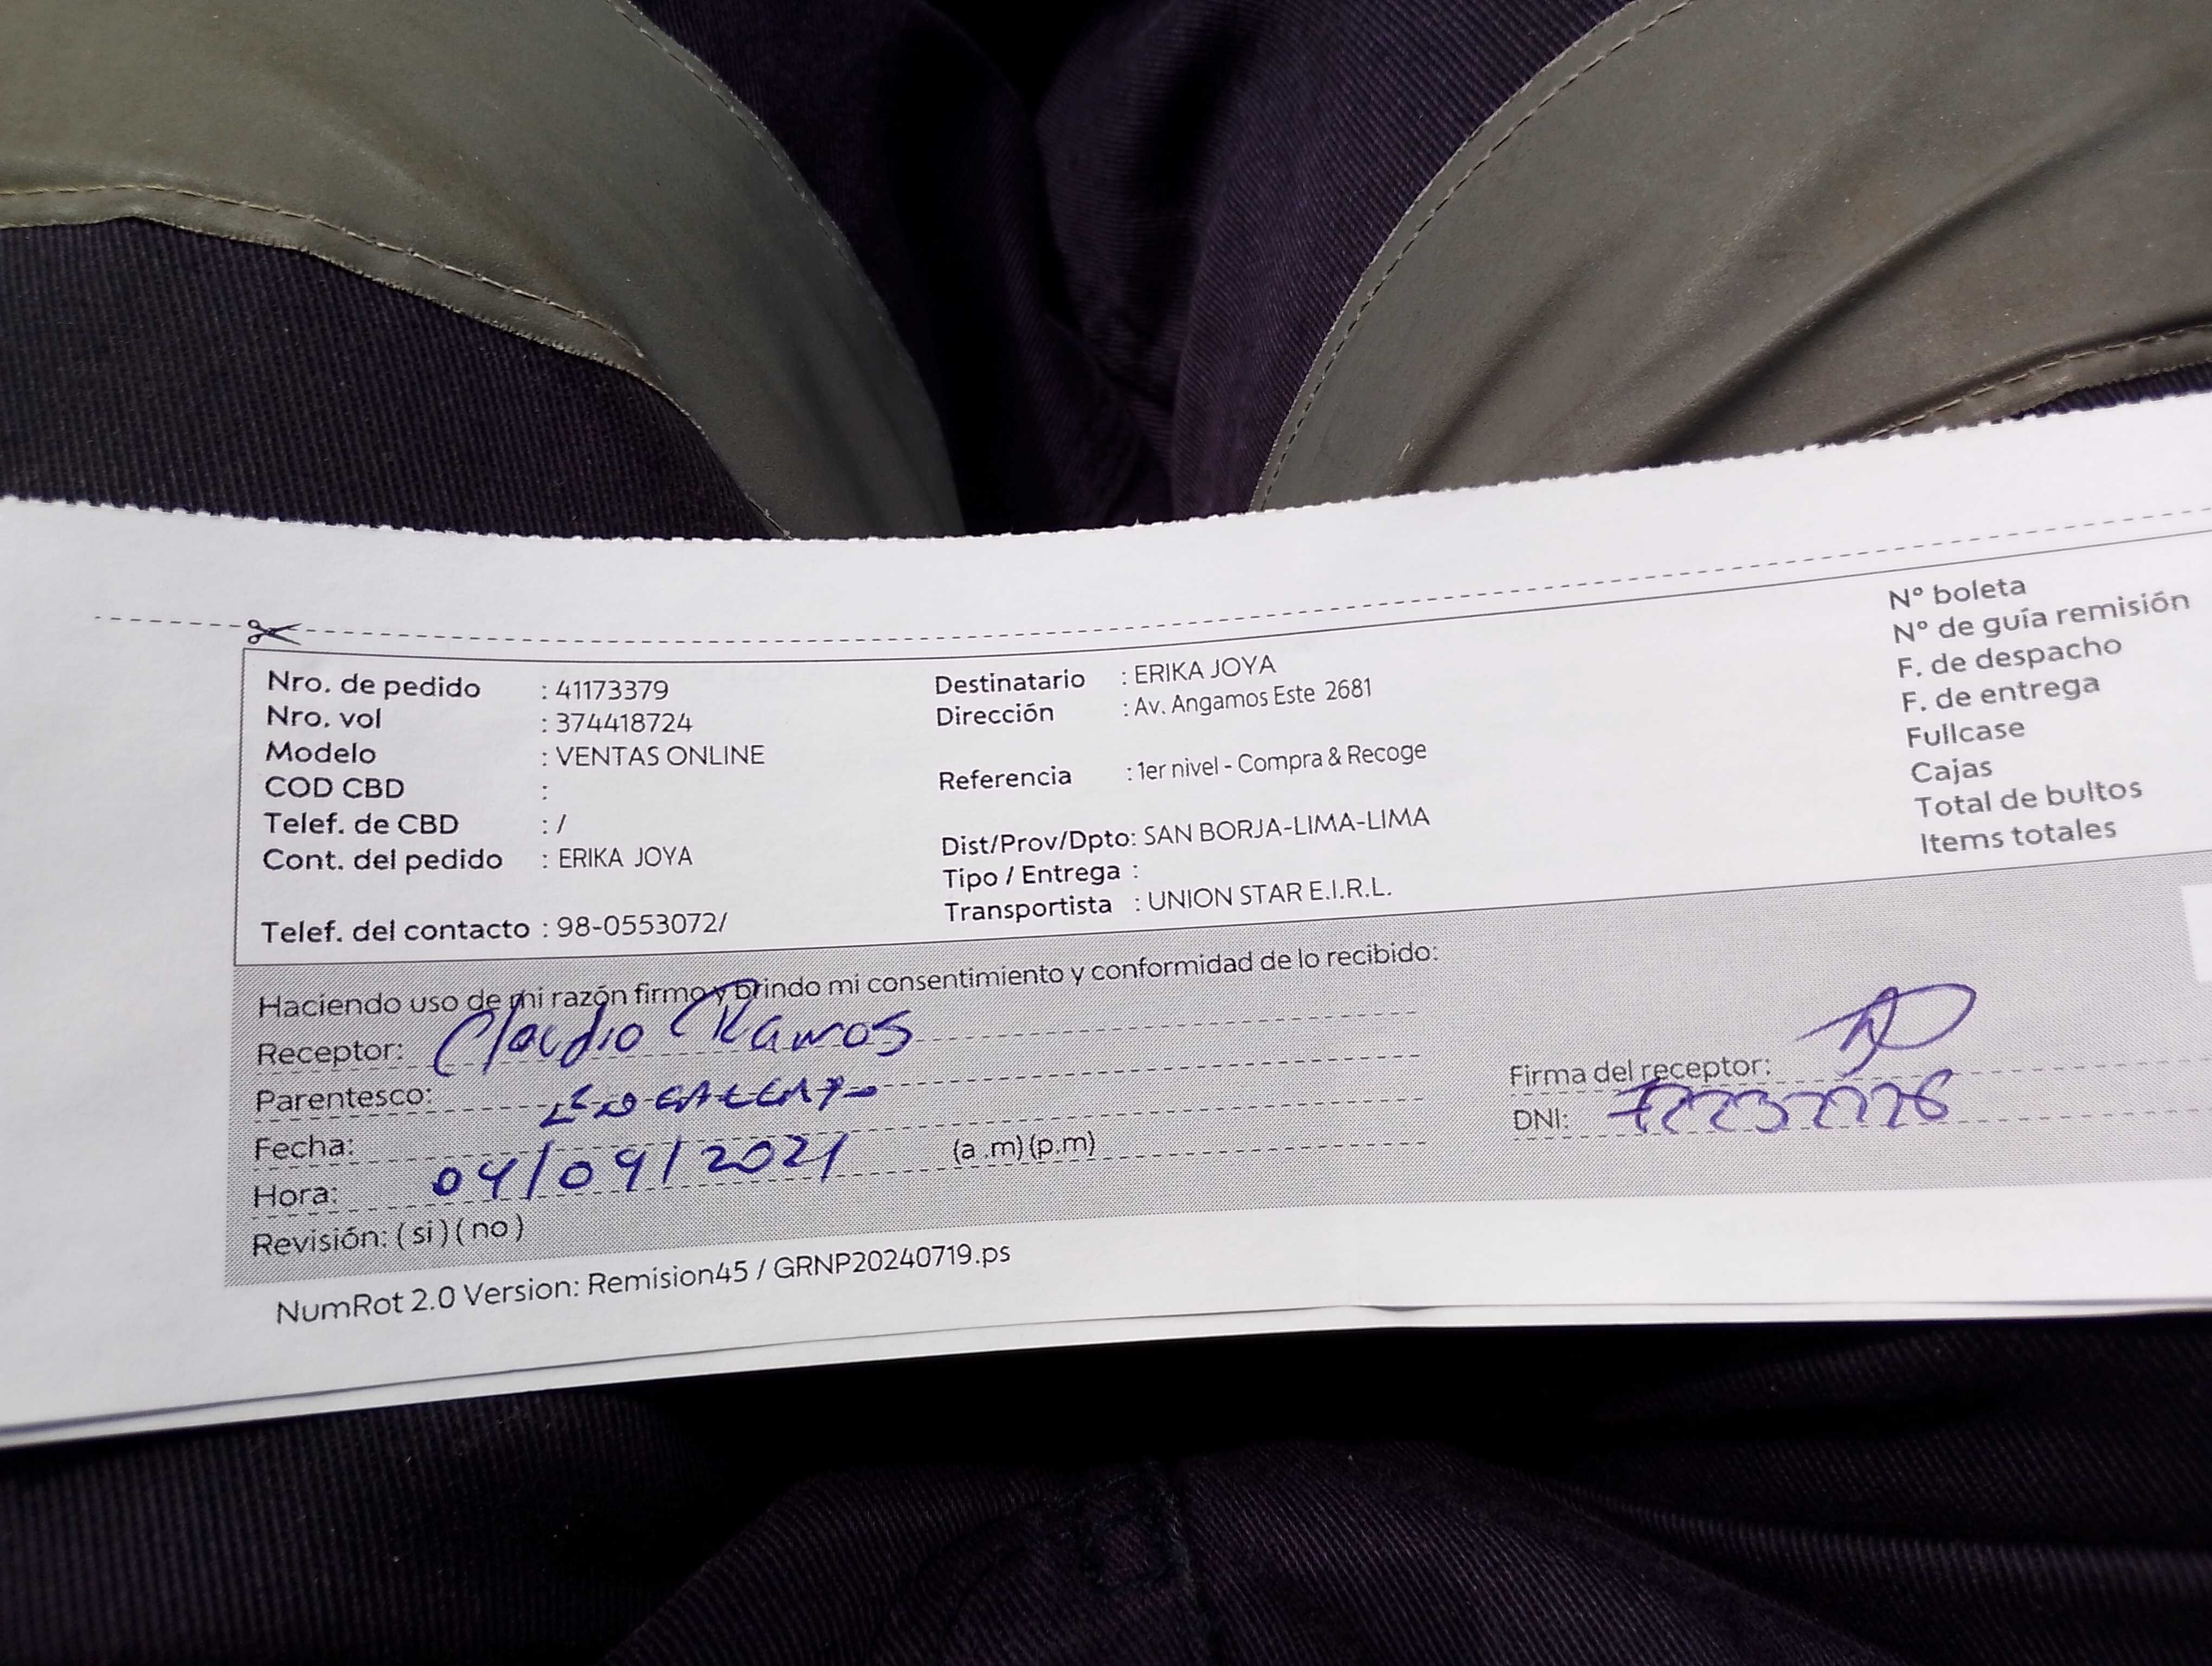 Nro. de pedido : 41173379
Nro. vol : 374418724
Modelo : VENTAS ONLINE
COD CBD :
Telef. de CBD : /
Cont. del pedido : ERIKA JOYA
Telef. del contacto : 98-0553072/
Destinatario : ERIKA JOYA
Dirección : Av. Angamos Este 2681
Referencia : 1er nivel - Compra & Recoge
Dist/Prov/Dpto: SAN BORJA-LIMA-LIMA
Tipo / Entrega :
Transportista : UNION STAR E.I.R.L.
N° boleta
N° de guía remisión
F. de despacho
F. de entrega
Fullcase
Cajas
Total de bultos
Items totales
Haciendo uso de mi razón firmo y brindo mi consentimiento y conformidad de lo recibido:
Receptor: Claudio Ramos
Parentesco:
Fecha:
Hora: 04/09/2021 (a .m) (p.m)
Revisión: ( si ) ( no )
Firma del receptor:
DNI:
NumRot 2.0 Version: Remision45 / GRNP20240719.ps